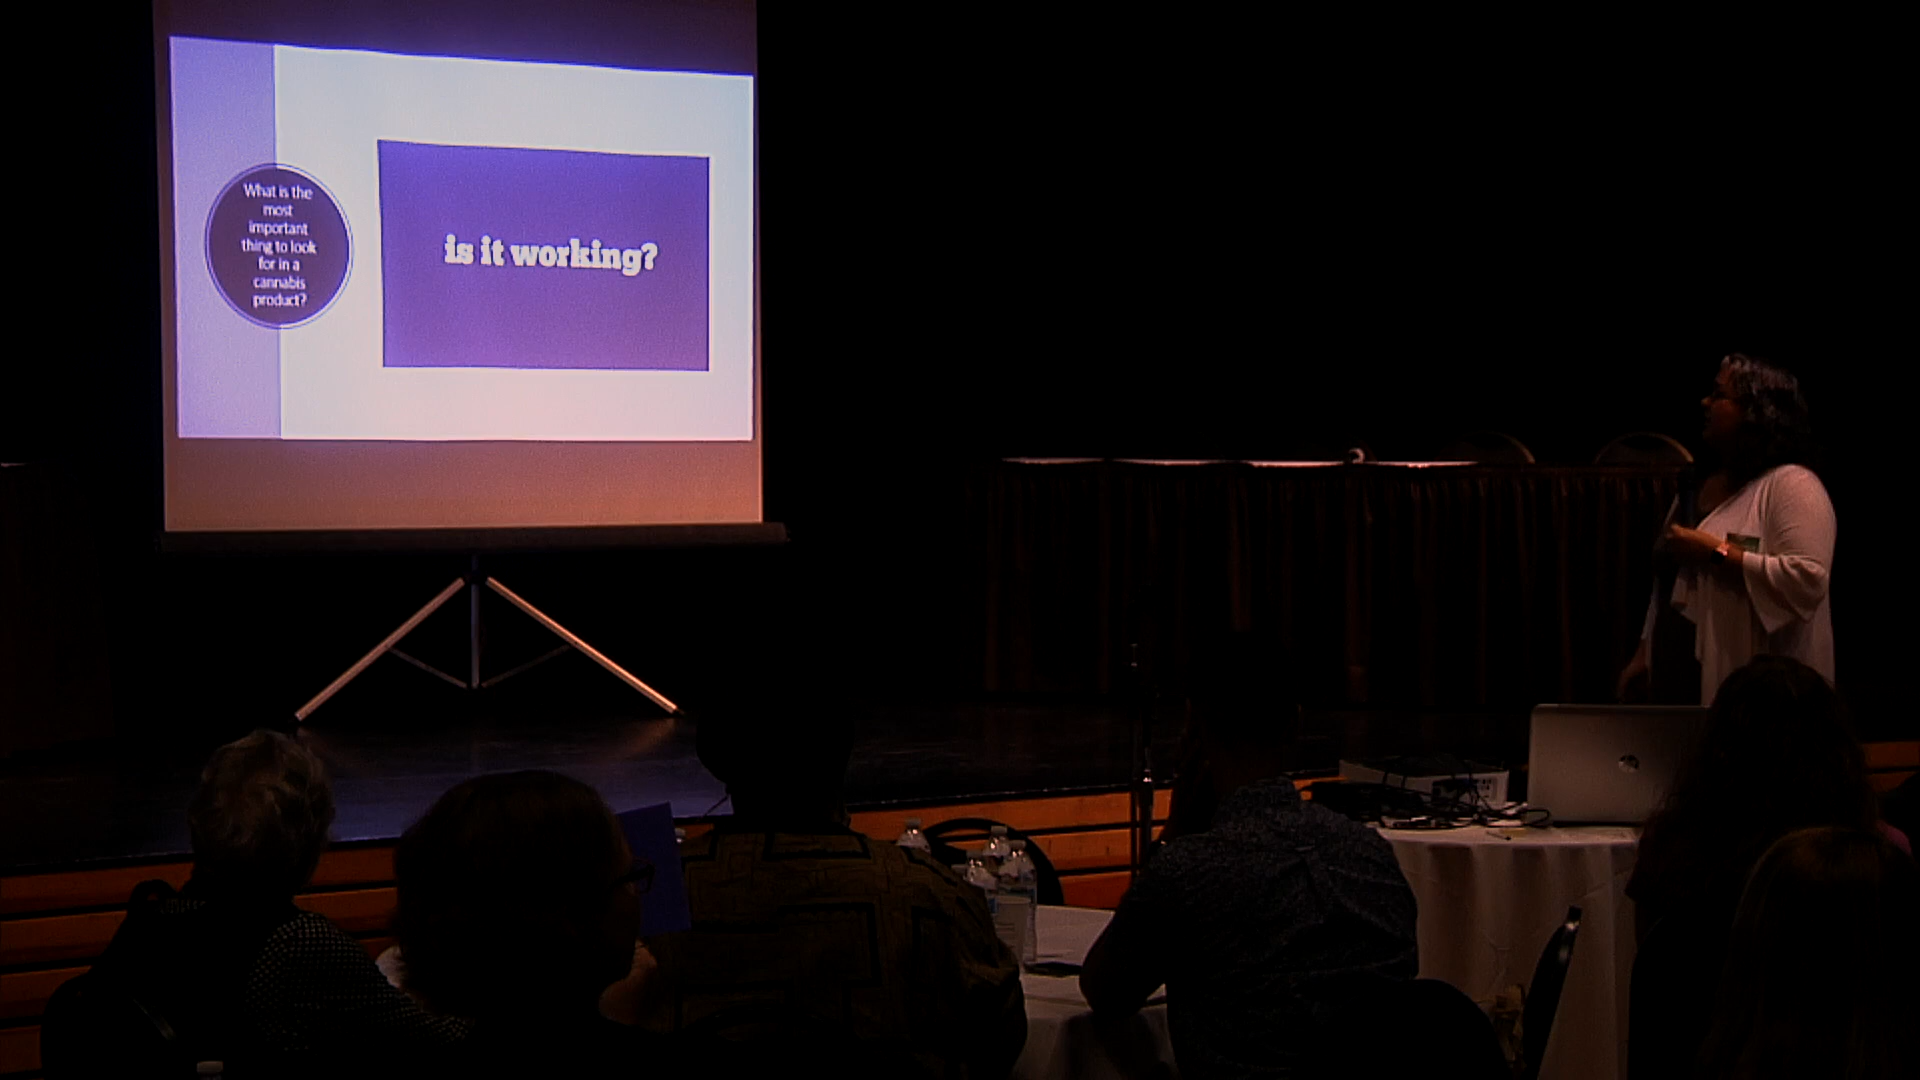 What is the
most
important
thing to look
for in a
cannabis
product?
is it working?